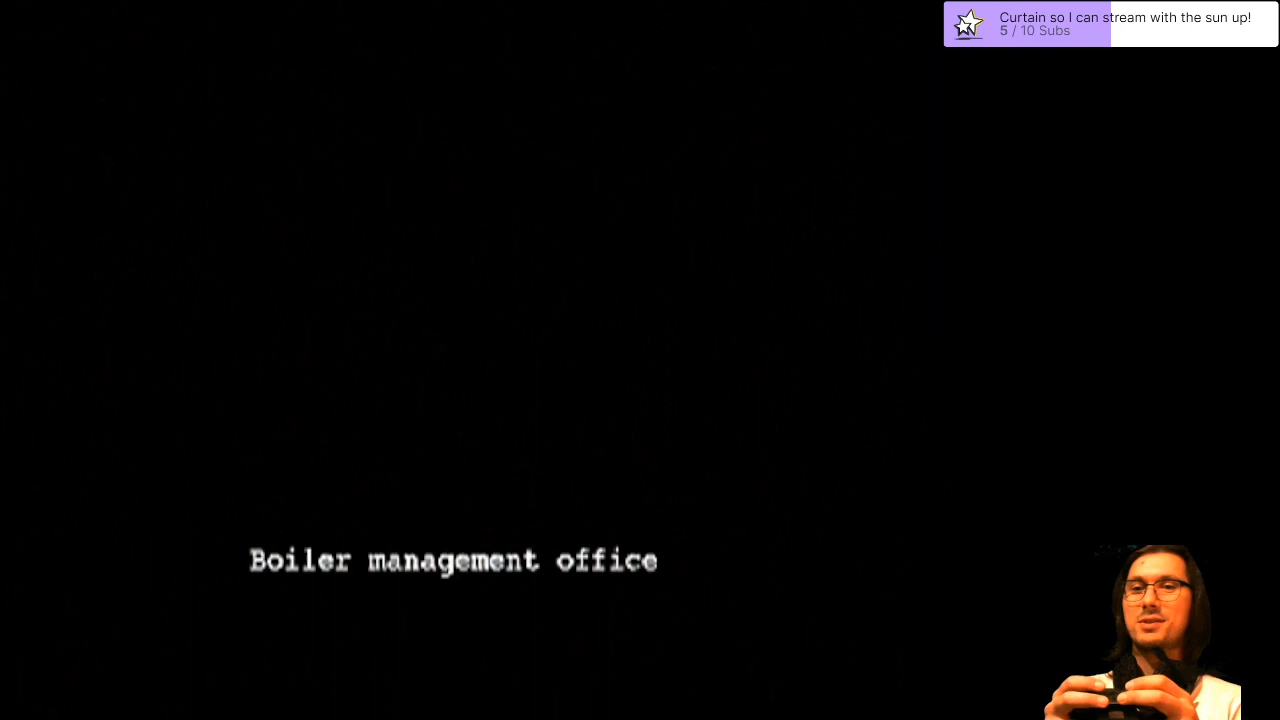 Curtain so I can stream with the sun up!
5 / 10 Subs
Boiler management office